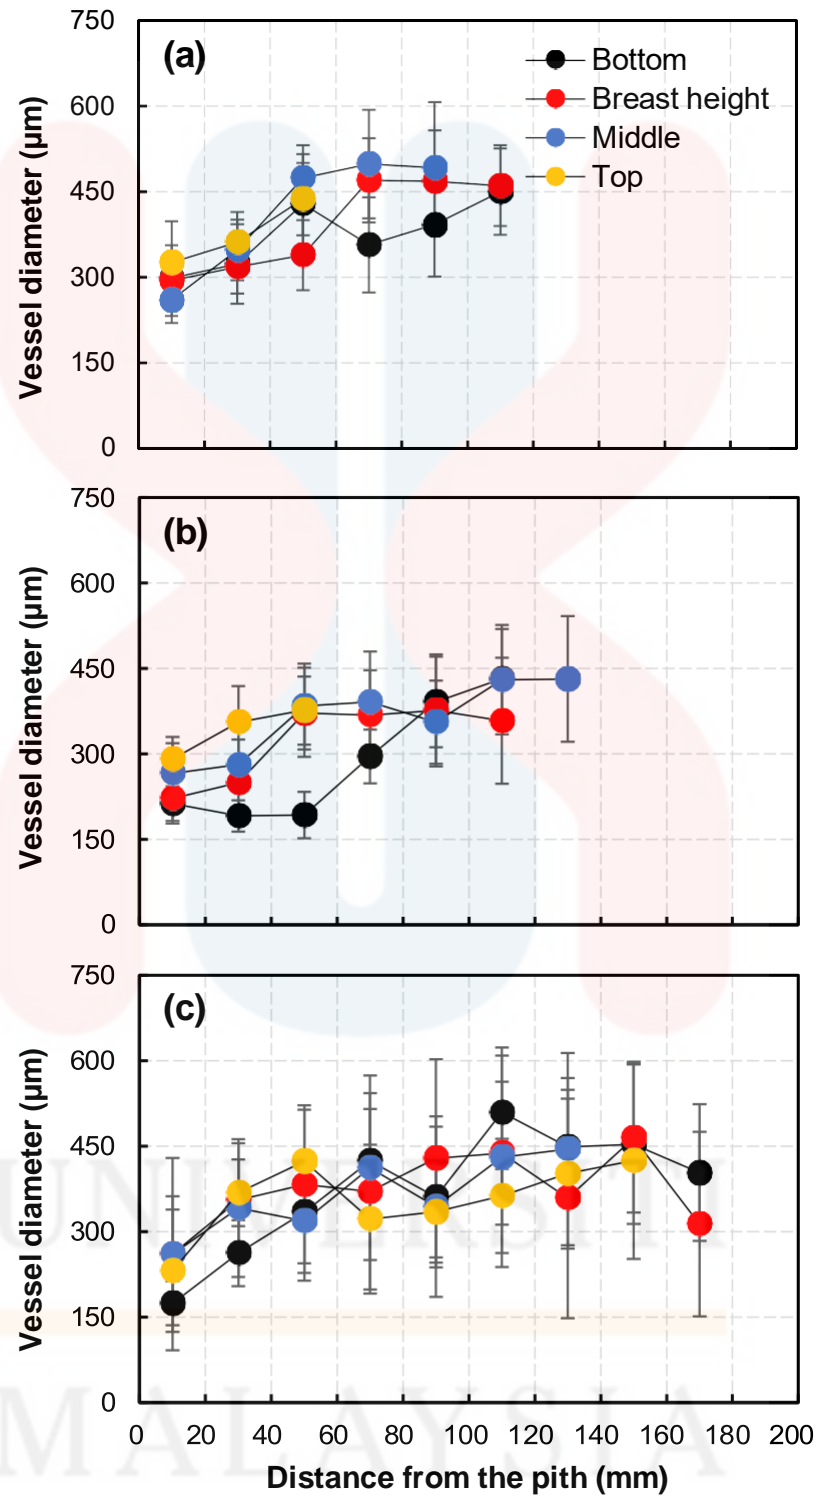 750
(a)
Bottom
Breast height
Middle
Top
600
450
300
150
0
Vessel diameter (µm)
750
(b)
600
450
300
150
0
Vessel diameter (µm)
750
(c)
600
450
300
150
0
Vessel diameter (µm)
UNIVERSITI
MALAYSIA
0 20 40 60 80 100 120 140 160 180 200
Distance from the pith (mm)